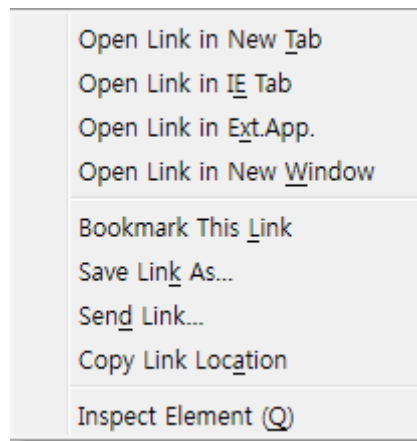 Open Link in New Tab
Open Link in IE Tab
Open Link in Ext.App.
Open Link in New Window
Bookmark This Link
Save Link As...
Send Link...
Copy Link Location
Inspect Element (Q)